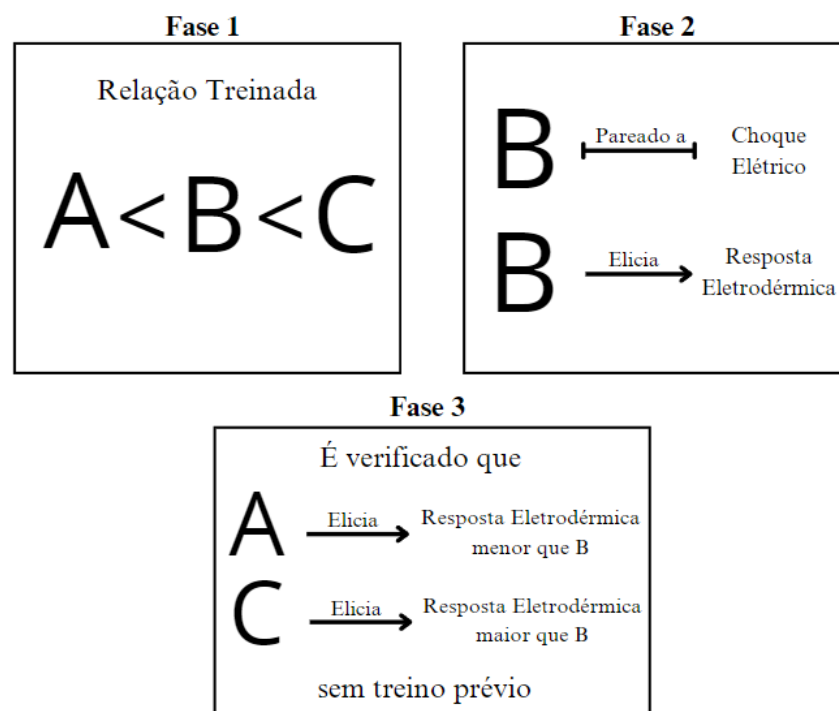 Fase 1
Relação Treinada
A < B < C
Fase 2
B Pareado a Choque
Elétrico
B Elicia Resposta
Eletrodérmica
Fase 3
É verificado que
A Elicia Resposta Eletrodérmica
menor que B
C Elicia Resposta Eletrodérmica
maior que B
sem treino prévio